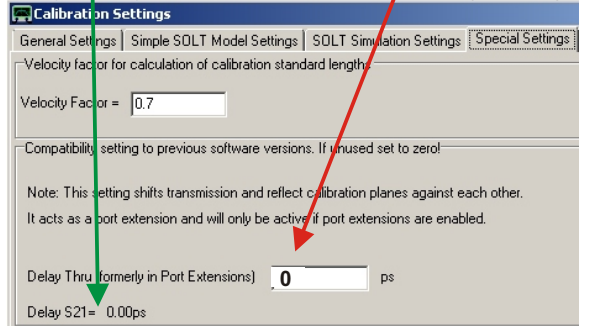 Calibration Settings
General Settings Simple SOLT Model Settings SOLT Simulation Settings Special Settings
Velocity factor for calculation of calibration standard lengths
Velocity Factor = 0.7
Compatibility setting to previous software versions. If unused set to zero!
Note: This setting shifts transmission and reflect calibration planes against each other.
It acts as a port extension and will only be active if port extensions are enabled.
Delay Thru (formerly in Port Extensions) 0 ps
Delay S21= 0.00ps